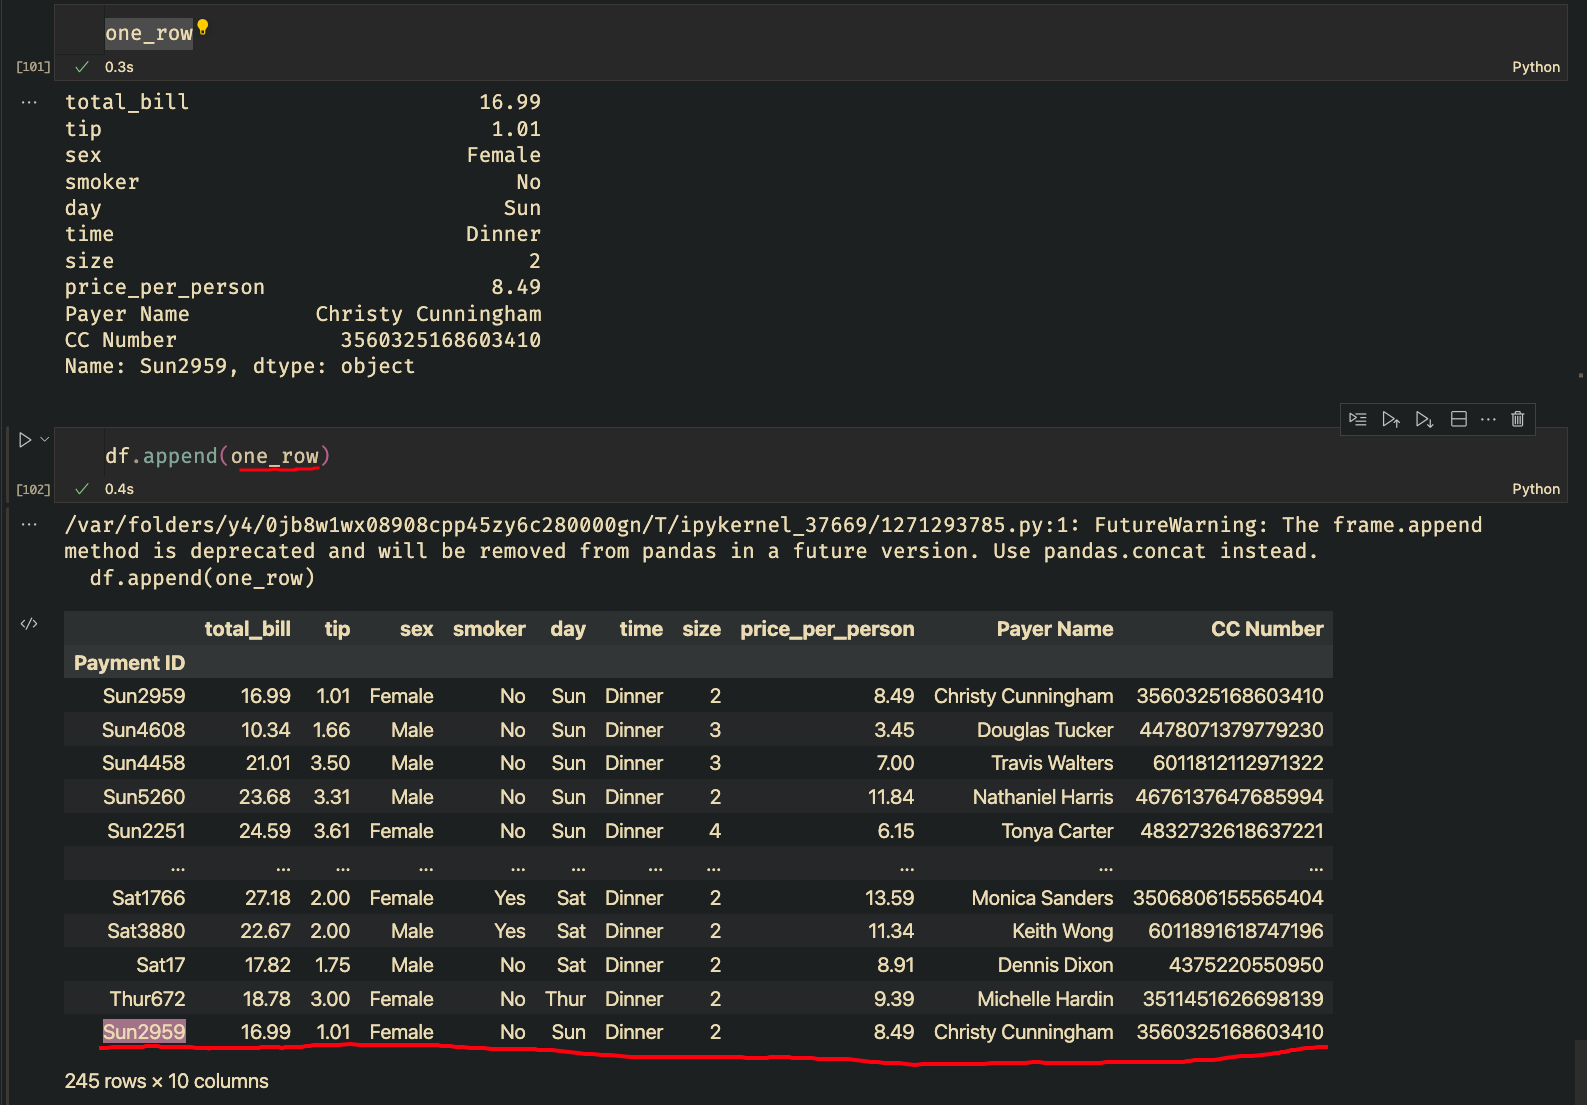 one_row
[101] 0.3s Python
total_bill 16.99
tip 1.01
sex Female
smoker No
day Sun
time Dinner
size 2
price_per_person 8.49
Payer Name Christy Cunningham
CC Number 3560325168603410
Name: Sun2959, dtype: object
df.append(one_row)
[102] 0.4s Python
/var/folders/y4/0jb8w1wx08908cpp45zy6c280000gn/T/ipykernel_37669/1271293785.py:1: FutureWarning: The frame.append
method is deprecated and will be removed from pandas in a future version. Use pandas.concat instead.
df.append(one_row)
total_bill tip sex smoker day time size price_per_person Payer Name CC Number
Payment ID
Sun2959 16.99 1.01 Female No Sun Dinner 2 8.49 Christy Cunningham 3560325168603410
Sun4608 10.34 1.66 Male No Sun Dinner 3 3.45 Douglas Tucker 4478071379779230
Sun4458 21.01 3.50 Male No Sun Dinner 3 7.00 Travis Walters 6011812112971322
Sun5260 23.68 3.31 Male No Sun Dinner 2 11.84 Nathaniel Harris 4676137647685994
Sun2251 24.59 3.61 Female No Sun Dinner 4 6.15 Tonya Carter 4832732618637221
... ... ... ... ... ... ... ... ... ... ...
Sat1766 27.18 2.00 Female Yes Sat Dinner 2 13.59 Monica Sanders 3506806155565404
Sat3880 22.67 2.00 Male Yes Sat Dinner 2 11.34 Keith Wong 6011891618747196
Sat17 17.82 1.75 Male No Sat Dinner 2 8.91 Dennis Dixon 4375220550950
Thur672 18.78 3.00 Female No Thur Dinner 2 9.39 Michelle Hardin 3511451626698139
Sun2959 16.99 1.01 Female No Sun Dinner 2 8.49 Christy Cunningham 3560325168603410
245 rows × 10 columns